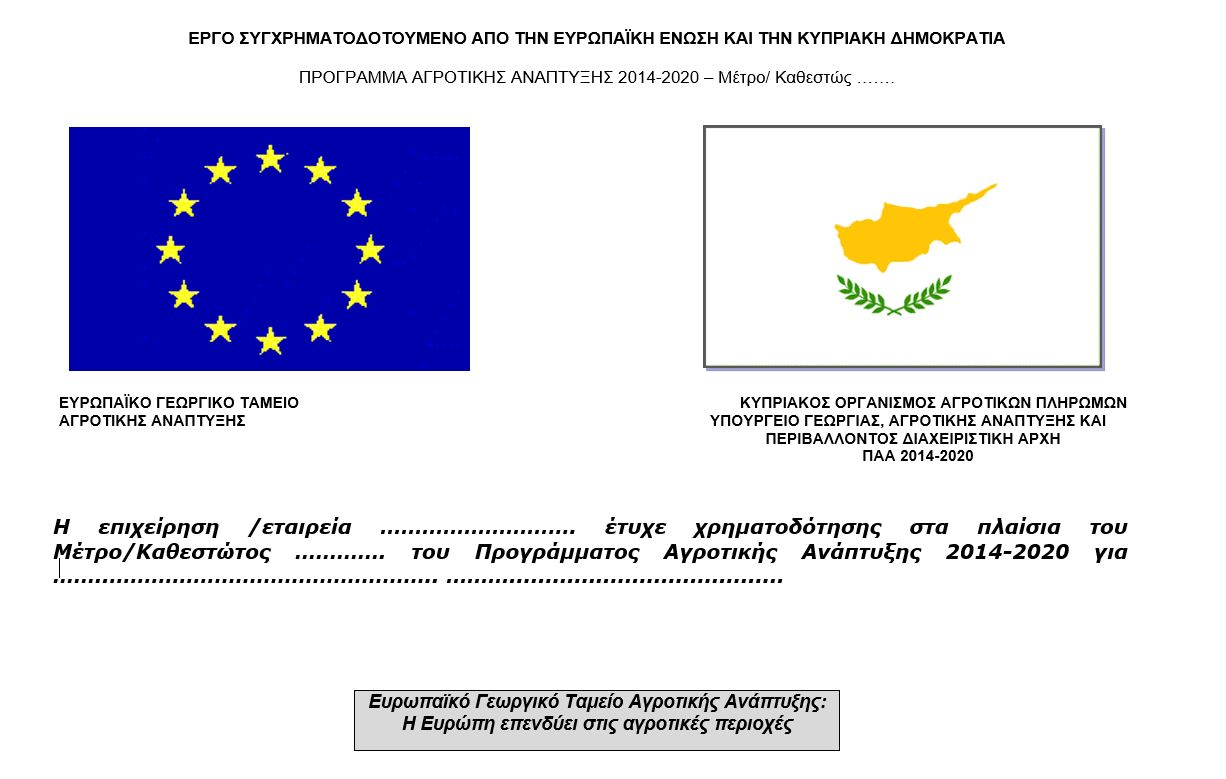 ΕΡΓΟ ΣΥΓΧΡΗΜΑΤΟΔΟΤΟΥΜΕΝΟ ΑΠΟ ΤΗΝ ΕΥΡΩΠΑΪΚΗ ΕΝΩΣΗ ΚΑΙ ΤΗΝ ΚΥΠΡΙΑΚΗ ΔΗΜΟΚΡΑΤΙΑ
ΠΡΟΓΡΑΜΜΑ ΑΓΡΟΤΙΚΗΣ ΑΝΑΠΤΥΞΗΣ 2014-2020 – Μέτρο/ Καθεστώς …….
ΕΥΡΩΠΑΪΚΟ ΓΕΩΡΓΙΚΟ ΤΑΜΕΙΟ
ΑΓΡΟΤΙΚΗΣ ΑΝΑΠΤΥΞΗΣ
ΚΥΠΡΙΑΚΟΣ ΟΡΓΑΝΙΣΜΟΣ ΑΓΡΟΤΙΚΩΝ ΠΛΗΡΩΜΩΝ
ΥΠΟΥΡΓΕΙΟ ΓΕΩΡΓΙΑΣ, ΑΓΡΟΤΙΚΗΣ ΑΝΑΠΤΥΞΗΣ ΚΑΙ
ΠΕΡΙΒΑΛΛΟΝΤΟΣ ΔΙΑΧΕΙΡΙΣΤΙΚΗ ΑΡΧΗ
ΠΑΑ 2014-2020
Η επιχείρηση /εταιρεία ………………………. έτυχε χρηματοδότησης στα πλαίσια του
Μέτρο/Καθεστώτος …………. του Προγράμματος Αγροτικής Ανάπτυξης 2014-2020 για
………………………………………………. …………………………………………
Ευρωπαϊκό Γεωργικό Ταμείο Αγροτικής Ανάπτυξης:
Η Ευρώπη επενδύει στις αγροτικές περιοχές